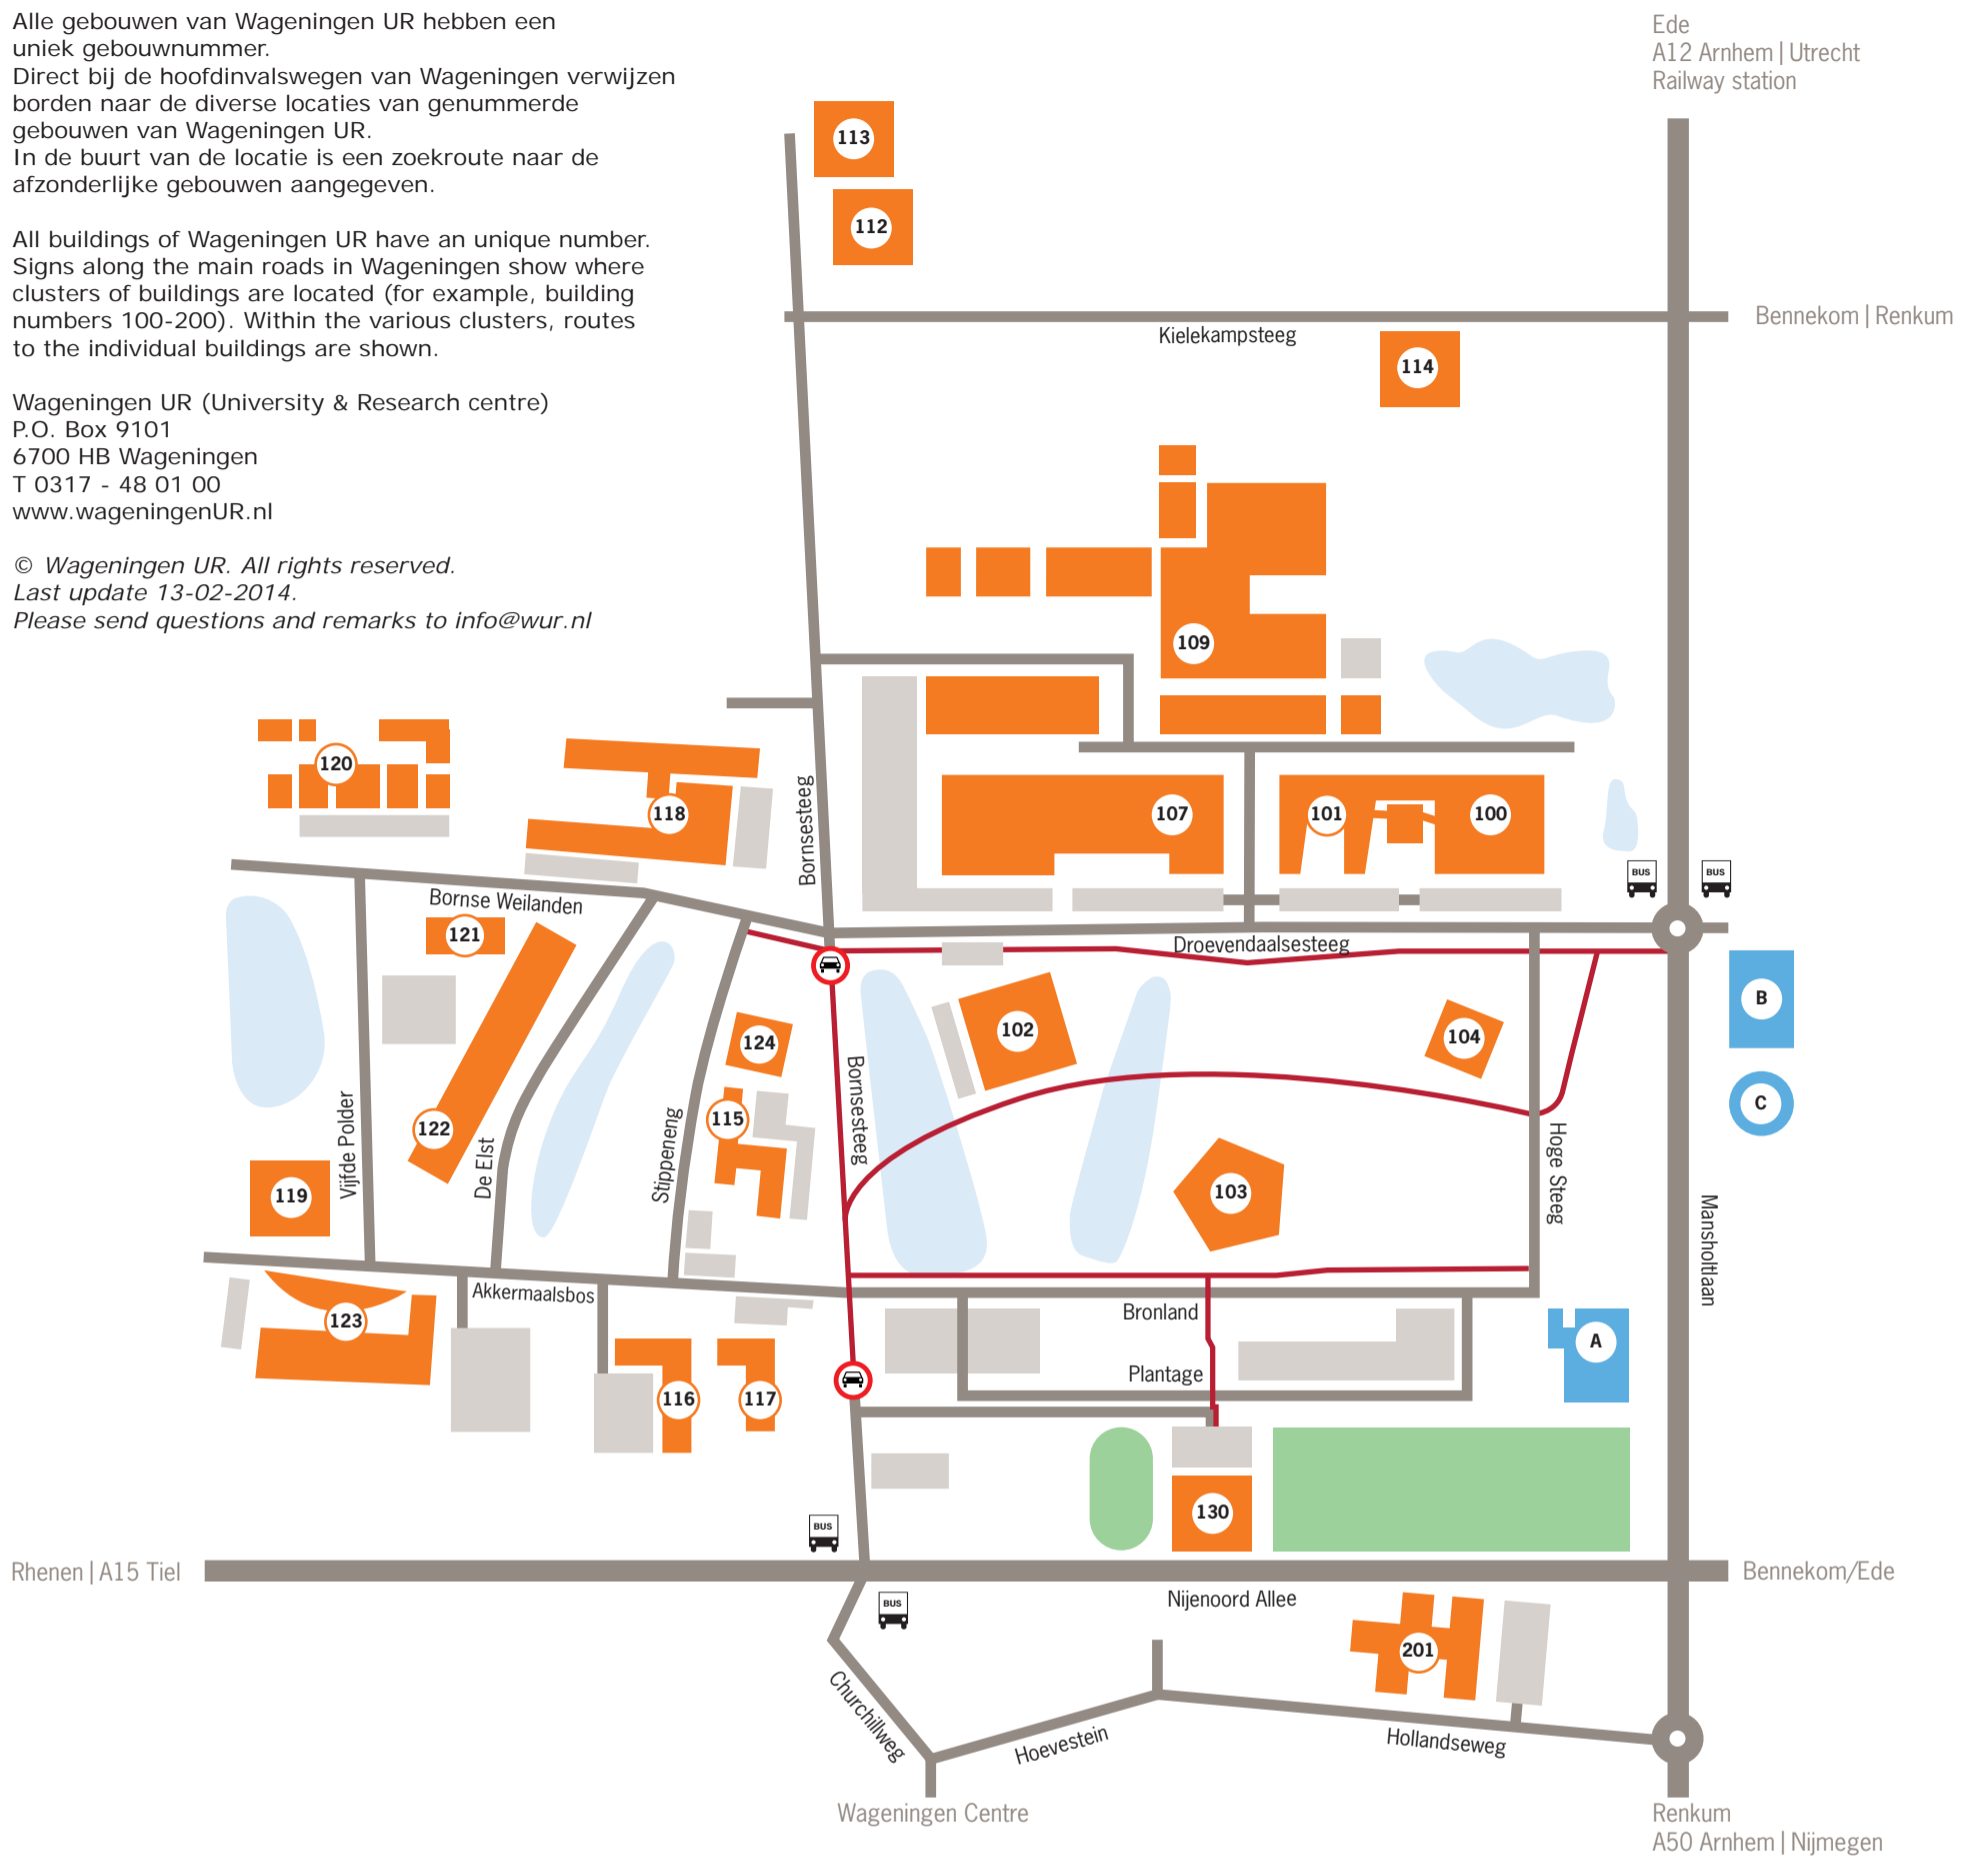 Alle gebouwen van Wageningen UR hebben een
uniek gebouwnummer.
Direct bij de hoofdinvalswegen van Wageningen verwijzen
borden naar de diverse locaties van genummerde
gebouwen van Wageningen UR.
In de buurt van de locatie is een zoekroute naar de
afzonderlijke gebouwen aangegeven.
All buildings of Wageningen UR have an unique number.
Signs along the main roads in Wageningen show where
clusters of buildings are located (for example, building
numbers 100-200). Within the various clusters, routes
to the individual buildings are shown.
Wageningen UR (University & Research centre)
P.O. Box 9101
6700 HB Wageningen
T 0317 - 48 01 00
www.wageningenUR.nl
© Wageningen UR. All rights reserved.
Last update 13-02-2014.
Please send questions and remarks to info@wur.nl
Ede
A12 Arnhem | Utrecht
Railway station
113
112
Bennekom | Renkum
Kielekampsteeg
114
109
120
118
Bornsesteeg
107
101
100
BUS
BUS
Bornse Weilanden
121
Droevendaalsesteeg
B
102
104
124
C
Bornsesteeg
115
122
Vijfde Polder
De Elst
Stippeneng
Hoge Steeg
119
103
Mansholtlaan
Akkermaalsbos
123
Bronland
A
Plantage
116
117
130
BUS
Rhenen | A15 Tiel
Bennekom/Ede
Nijenoord Allee
BUS
201
Churchillweg
Hoevestein
Hollandseweg
Wageningen Centre
Renkum
A50 Arnhem | Nijmegen